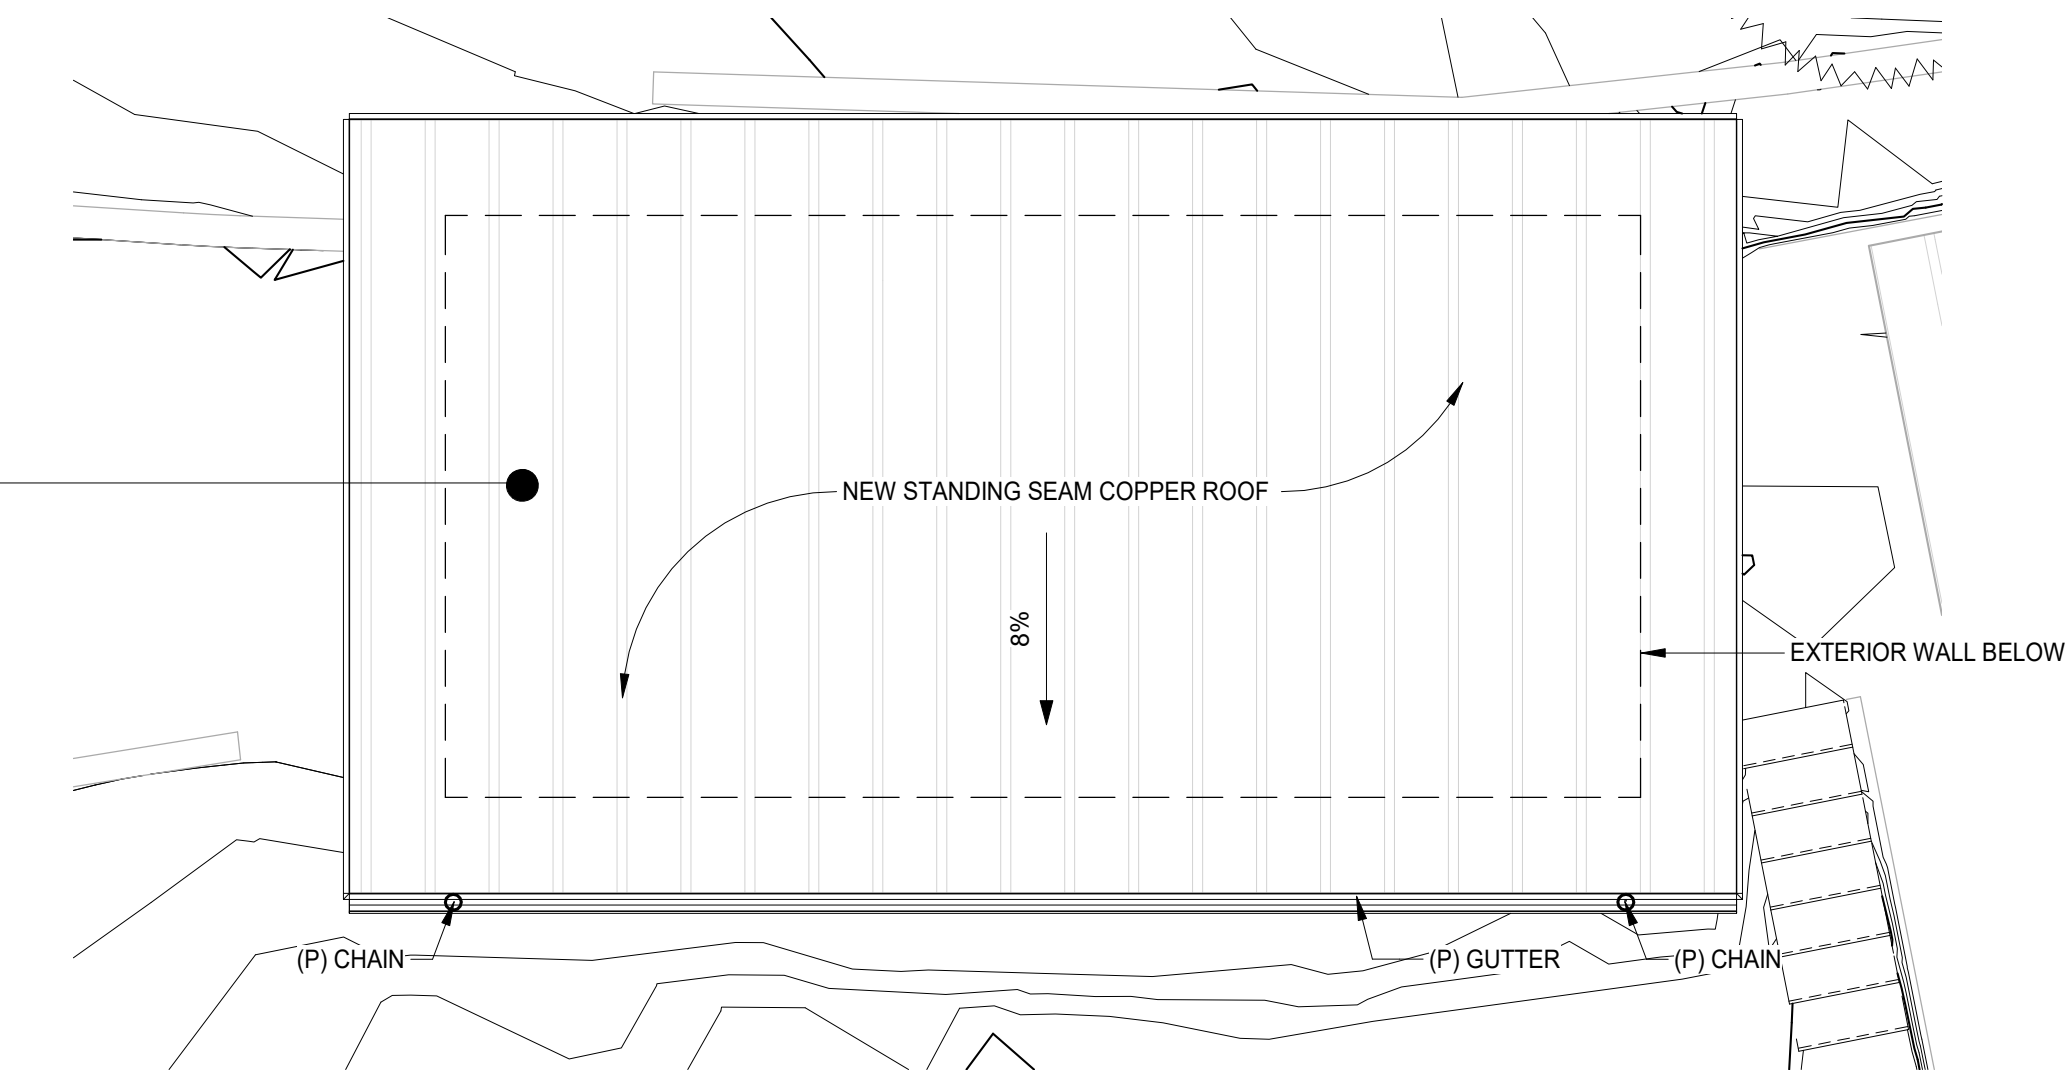 NEW STANDING SEAM COPPER ROOF
8%
EXTERIOR WALL BELOW
(P) CHAIN
(P) GUTTER
(P) CHAIN